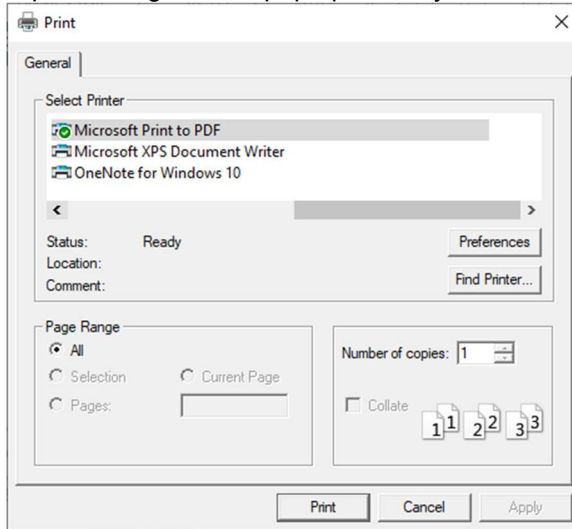 Print
General
Select Printer
Microsoft Print to PDF
Microsoft XPS Document Writer
OneNote for Windows 10
Status: Ready
Preferences
Location:
Comment:
Find Printer...
Page Range
All
Selection
Current Page
Pages:
Number of copies: 1
Collate
1 1 2 2 3 3
Print Cancel Apply